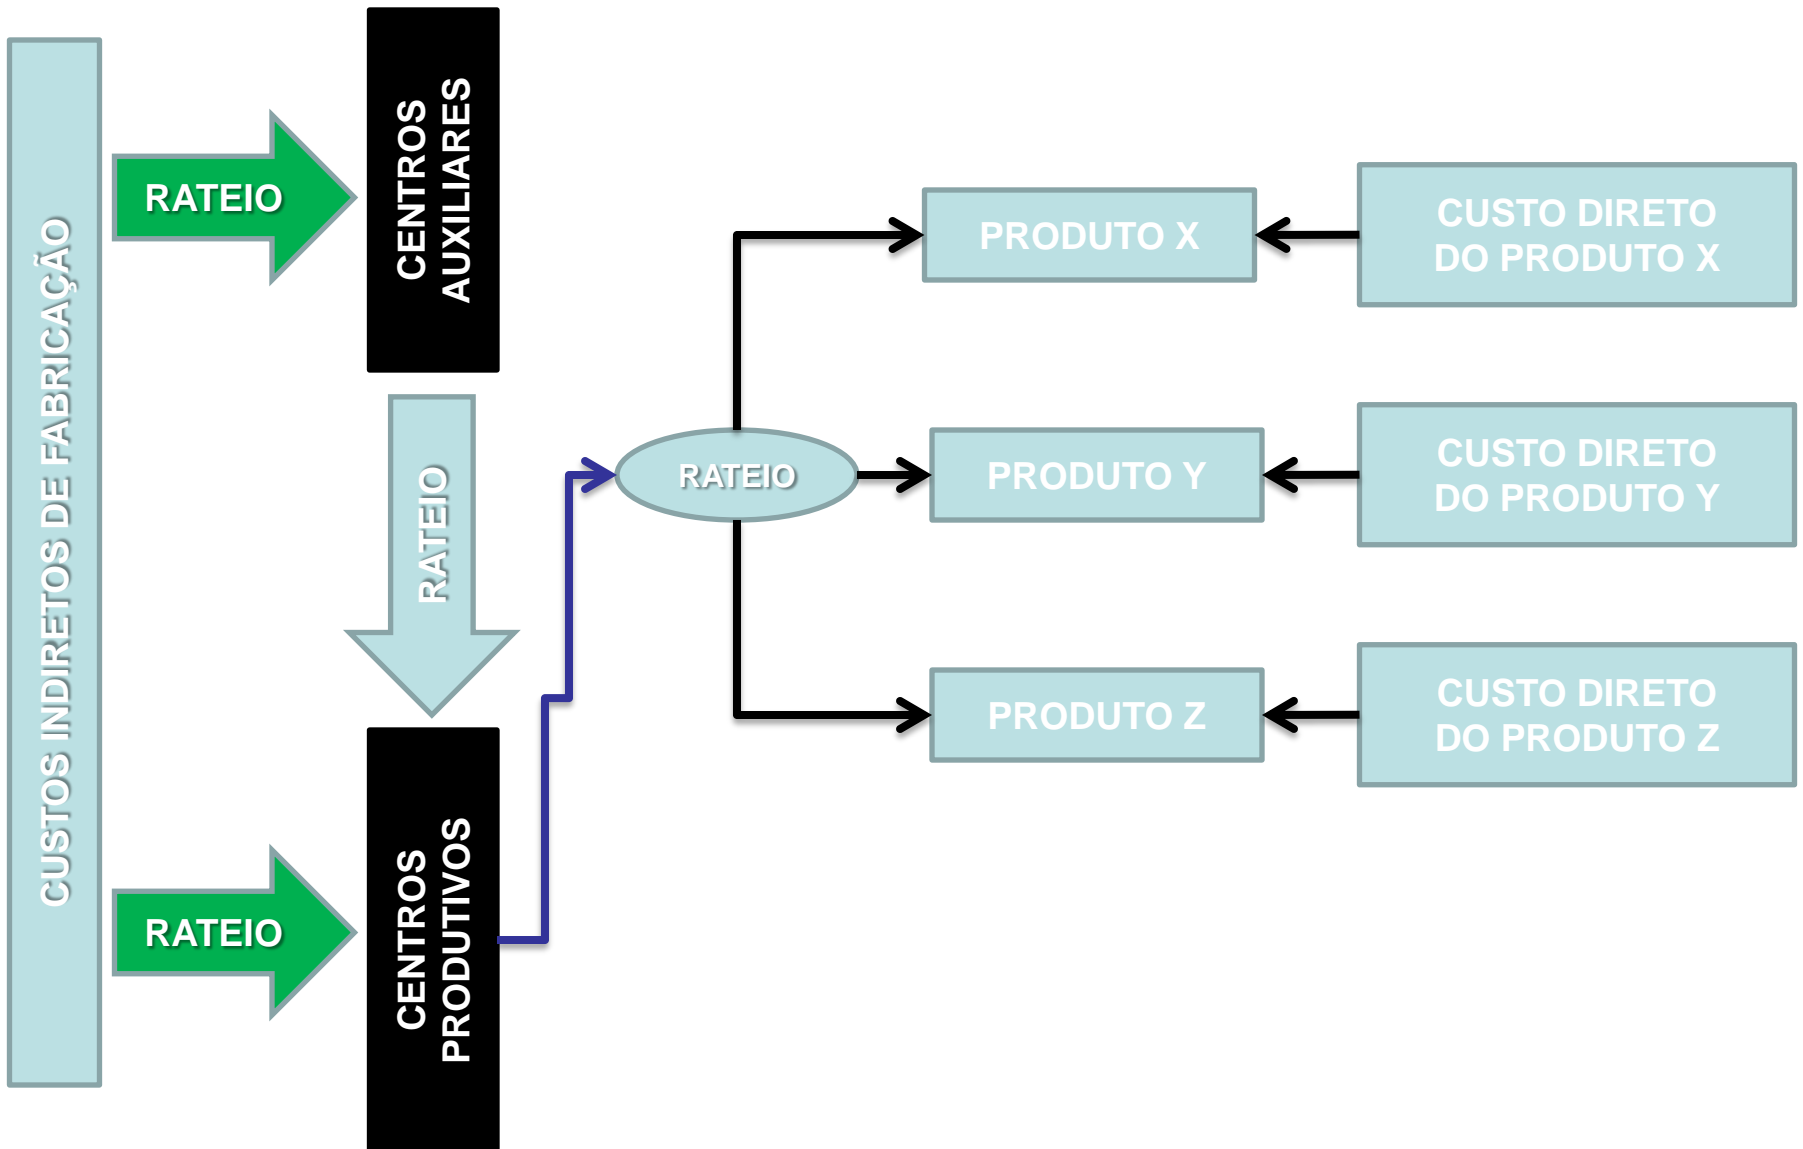 CUSTOS INDIRETOS DE FABRICAÇÃO
RATEIO
CENTROS
AUXILIARES
RATEIO
RATEIO
CENTROS
PRODUTIVOS
RATEIO
PRODUTO X
CUSTO DIRETO
DO PRODUTO X
PRODUTO Y
CUSTO DIRETO
DO PRODUTO Y
PRODUTO Z
CUSTO DIRETO
DO PRODUTO Z